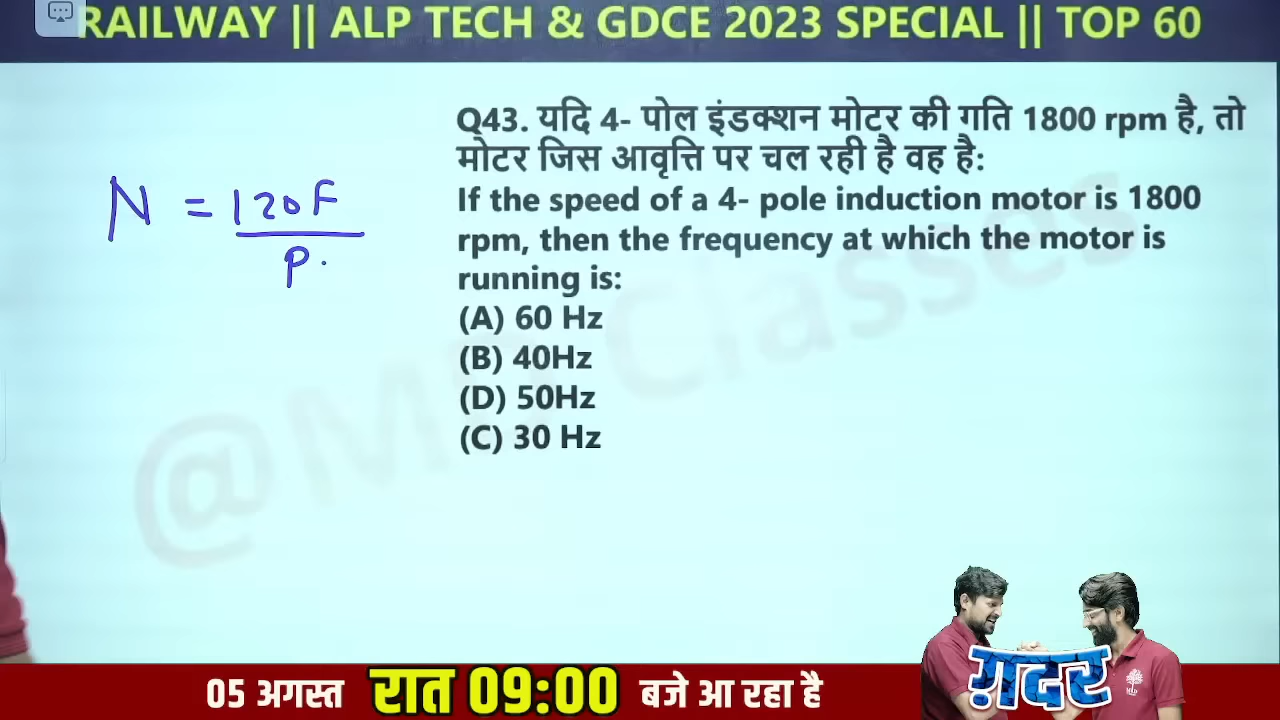 RAILWAY || ALP TECH & GDCE 2023 SPECIAL || TOP 60
Q43. यदि 4- पोल इंडक्शन मोटर की गति 1800 rpm है, तो
मोटर जिस आवृत्ति पर चल रही है वह है:
If the speed of a 4- pole induction motor is 1800
rpm, then the frequency at which the motor is
running is:
(A) 60 Hz
(B) 40Hz
(D) 50Hz
(C) 30 Hz
N = 120F
P.
ग़दर
05 अगस्त रात 09:00 बजे आ रहा है